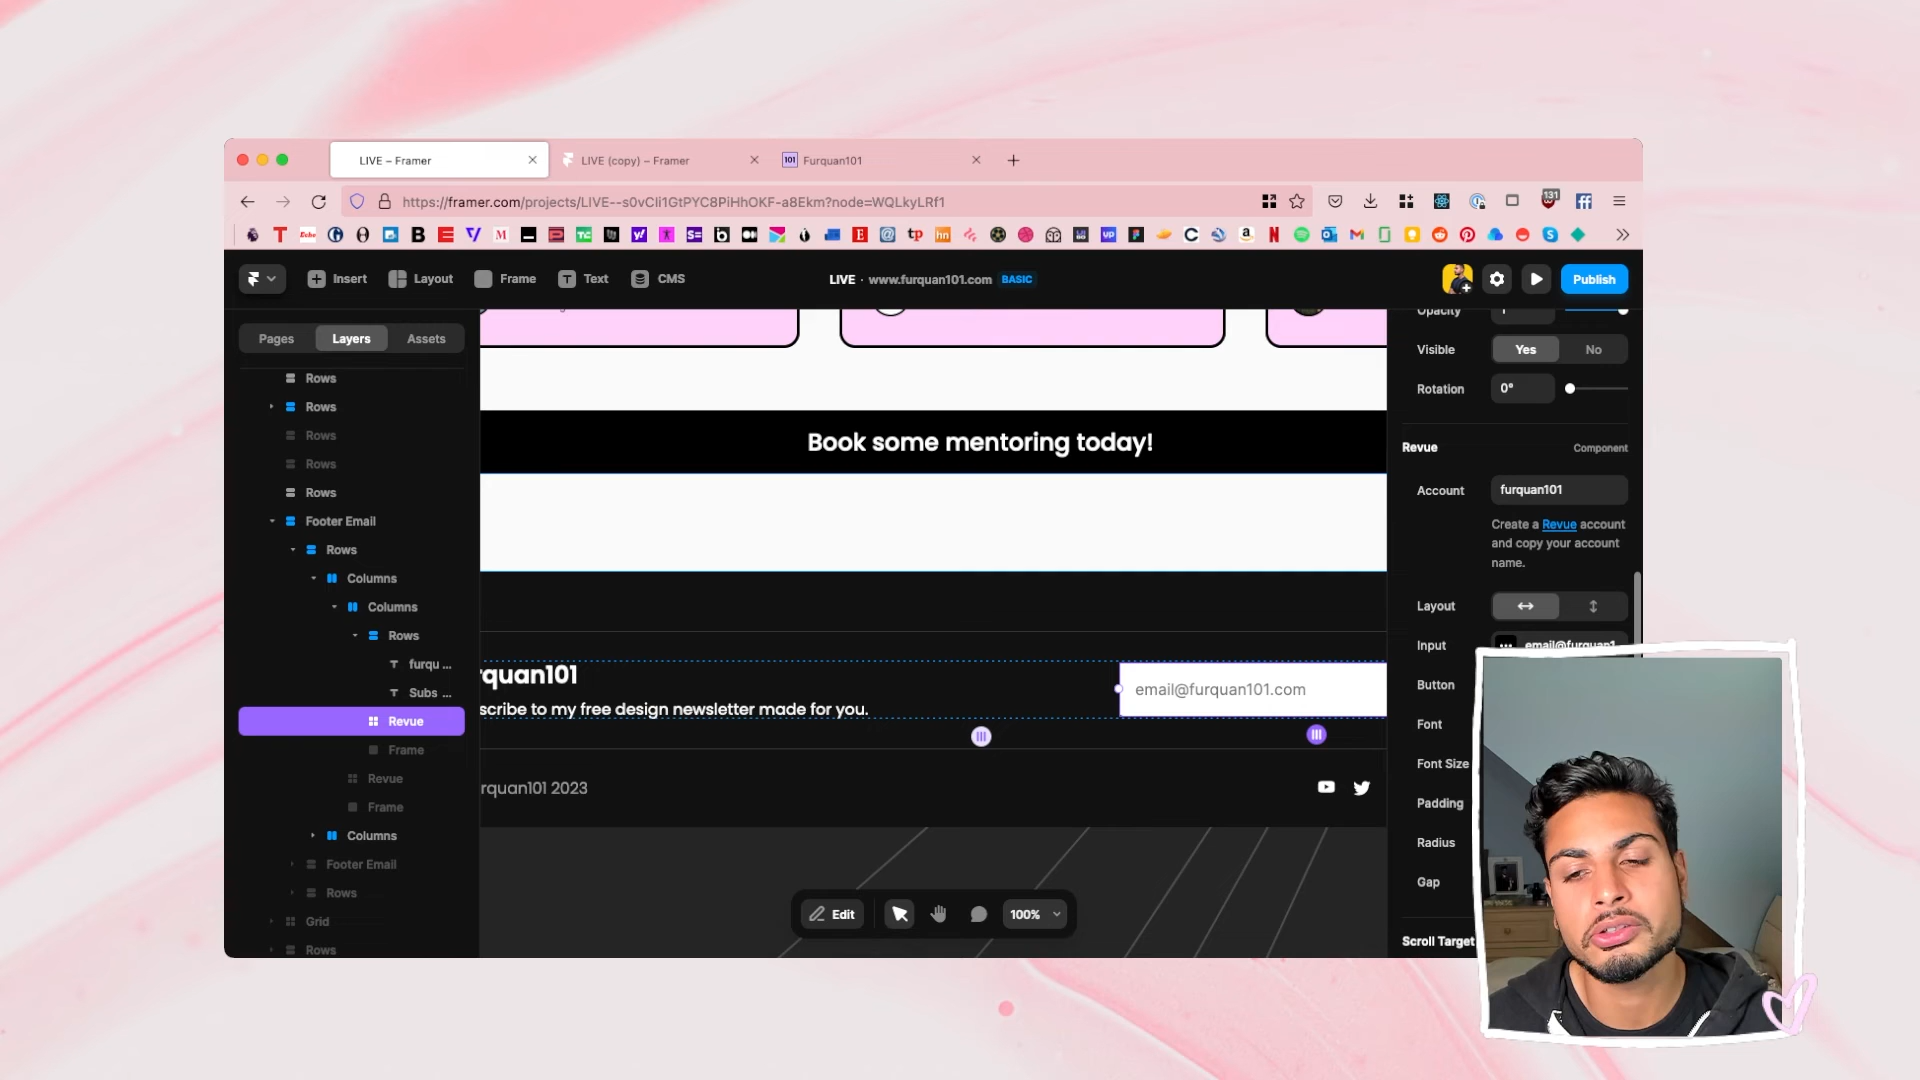 LIVE – Framer
LIVE (copy) – Framer
101 Furquan101
https://framer.com/projects/LIVE--s0vCli1GtPYC8PiHhOKF-a8Ekm?node=WQLkyLRf1
131
Insert
Layout
Frame
Text
CMS
LIVE · www.furquan101.com BASIC
Publish
Pages
Layers
Assets
Rows
Rows
Rows
Rows
Rows
Footer Email
Rows
Columns
Columns
Rows
furqu ...
Subs ...
Revue
Frame
Revue
Frame
Columns
Footer Email
Rows
Grid
Rows
Book some mentoring today!
rquan101
scribe to my free design newsletter made for you.
email@furquan101.com
rquan101 2023
Edit
100%
Opacity
Visible
Yes
No
Rotation
0°
Revue
Component
Account
furquan101
Create a Revue account
and copy your account
name.
Layout
Input
email@furquan1
Button
Font
Font Size
Padding
Radius
Gap
Scroll Target